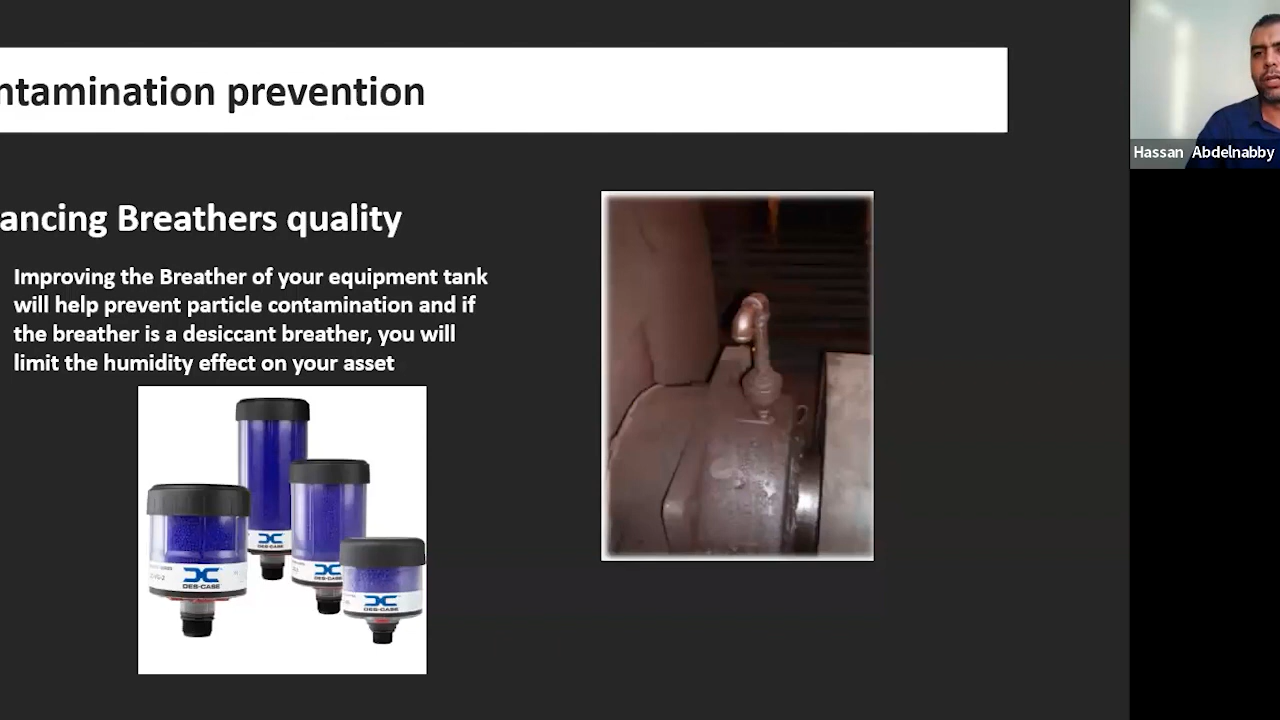 ntamination prevention
Hassan Abdelnabby
ancing Breathers quality
Improving the Breather of your equipment tank
will help prevent particle contamination and if
the breather is a desiccant breather, you will
limit the humidity effect on your asset
DES-CASE
DES-CASE
DES-CASE
DES-CASE